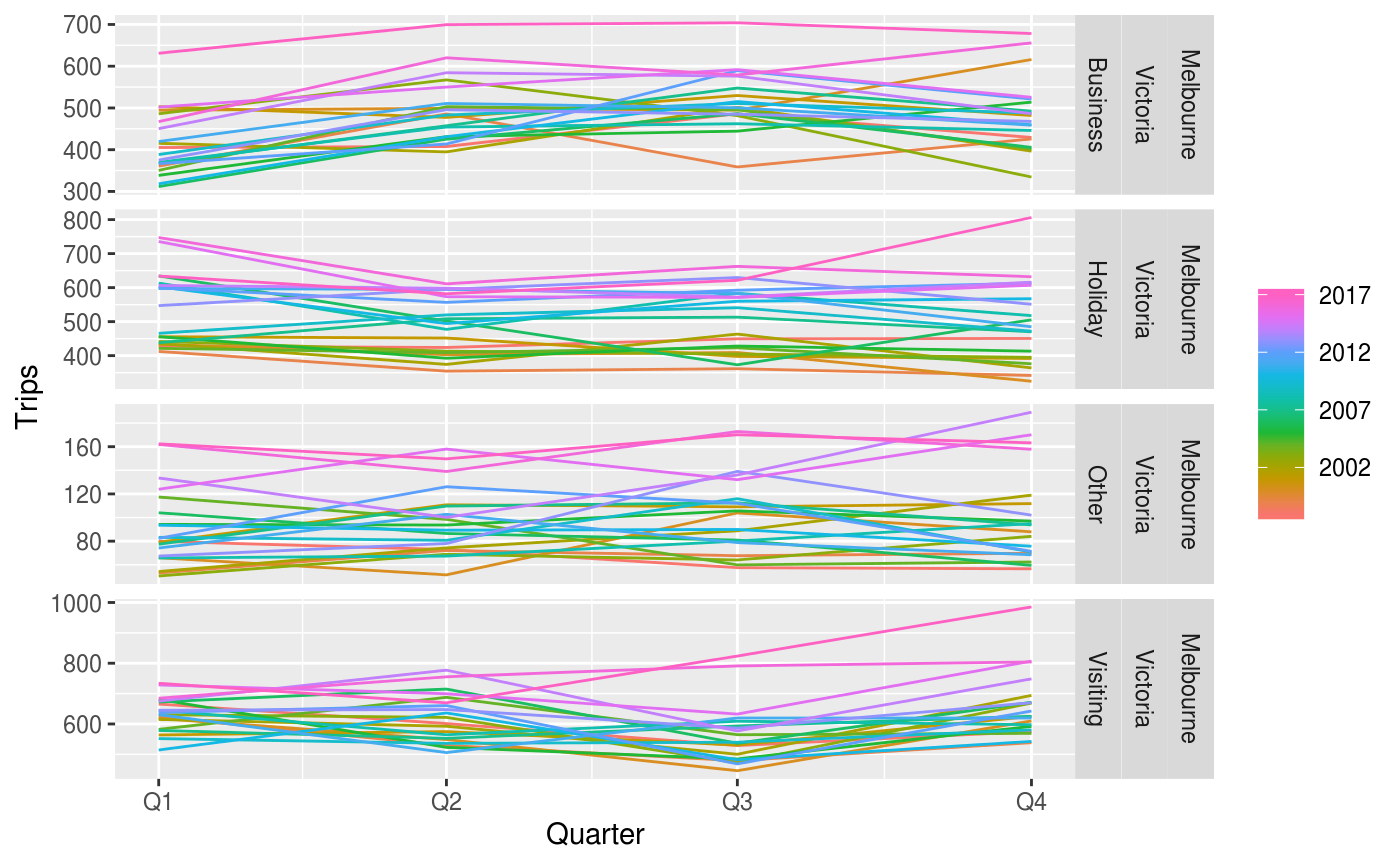 700
600
500
400
300
Business
Victoria
Melbourne
800
700
600
500
400
Holiday
Victoria
Melbourne
160
120
80
Other
Victoria
Melbourne
1000
800
600
Visiting
Victoria
Melbourne
Trips
Q1
Q2
Q3
Q4
Quarter
2017
2012
2007
2002